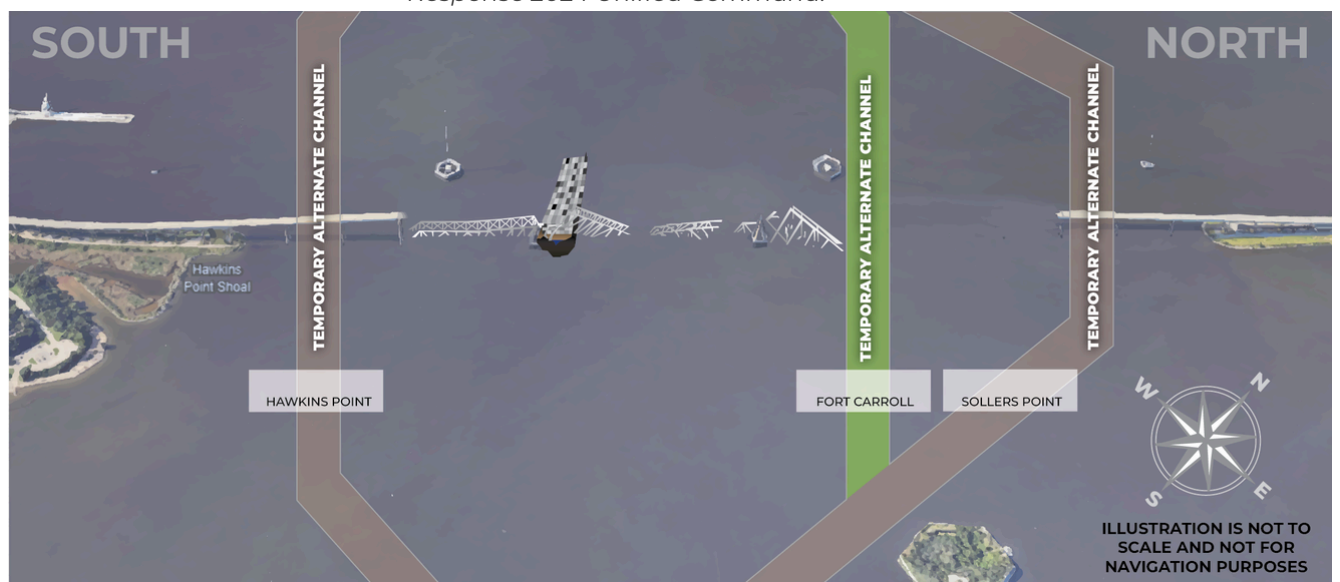 Response 2024 Unified Command.
SOUTH
NORTH
TEMPORARY ALTERNATE CHANNEL
TEMPORARY ALTERNATE CHANNEL
TEMPORARY ALTERNATE CHANNEL
Hawkins
Point Shoal
HAWKINS POINT
FORT CARROLL
SOLLERS POINT
W
N
S
E
ILLUSTRATION IS NOT TO
SCALE AND NOT FOR
NAVIGATION PURPOSES